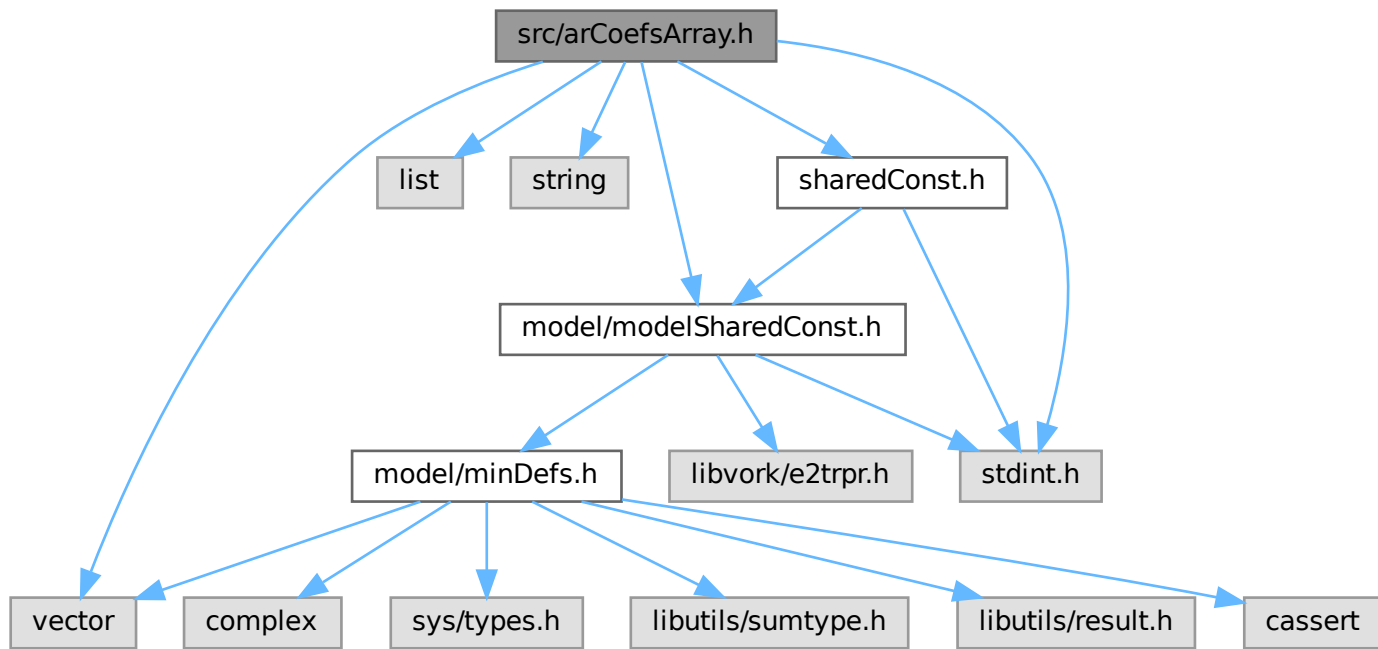 src/arCoefsArray.h
list
string
sharedConst.h
model/modelSharedConst.h
model/minDefs.h
libvork/e2trpr.h
stdint.h
vector
complex
sys/types.h
libutils/sumtype.h
libutils/result.h
cassert